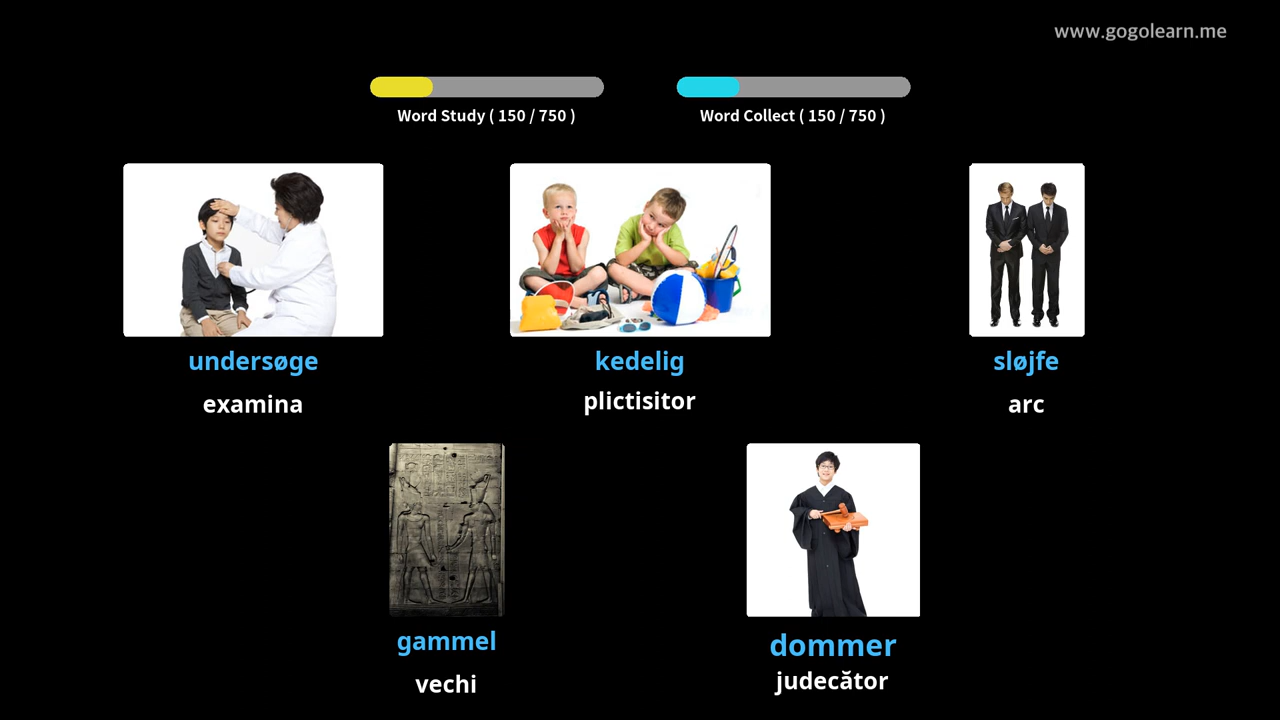 www.gogolearn.me
Word Study ( 150 / 750 )
Word Collect ( 150 / 750 )
undersøge
examina
kedelig
plictisitor
sløjfe
arc
gammel
vechi
dommer
judecător